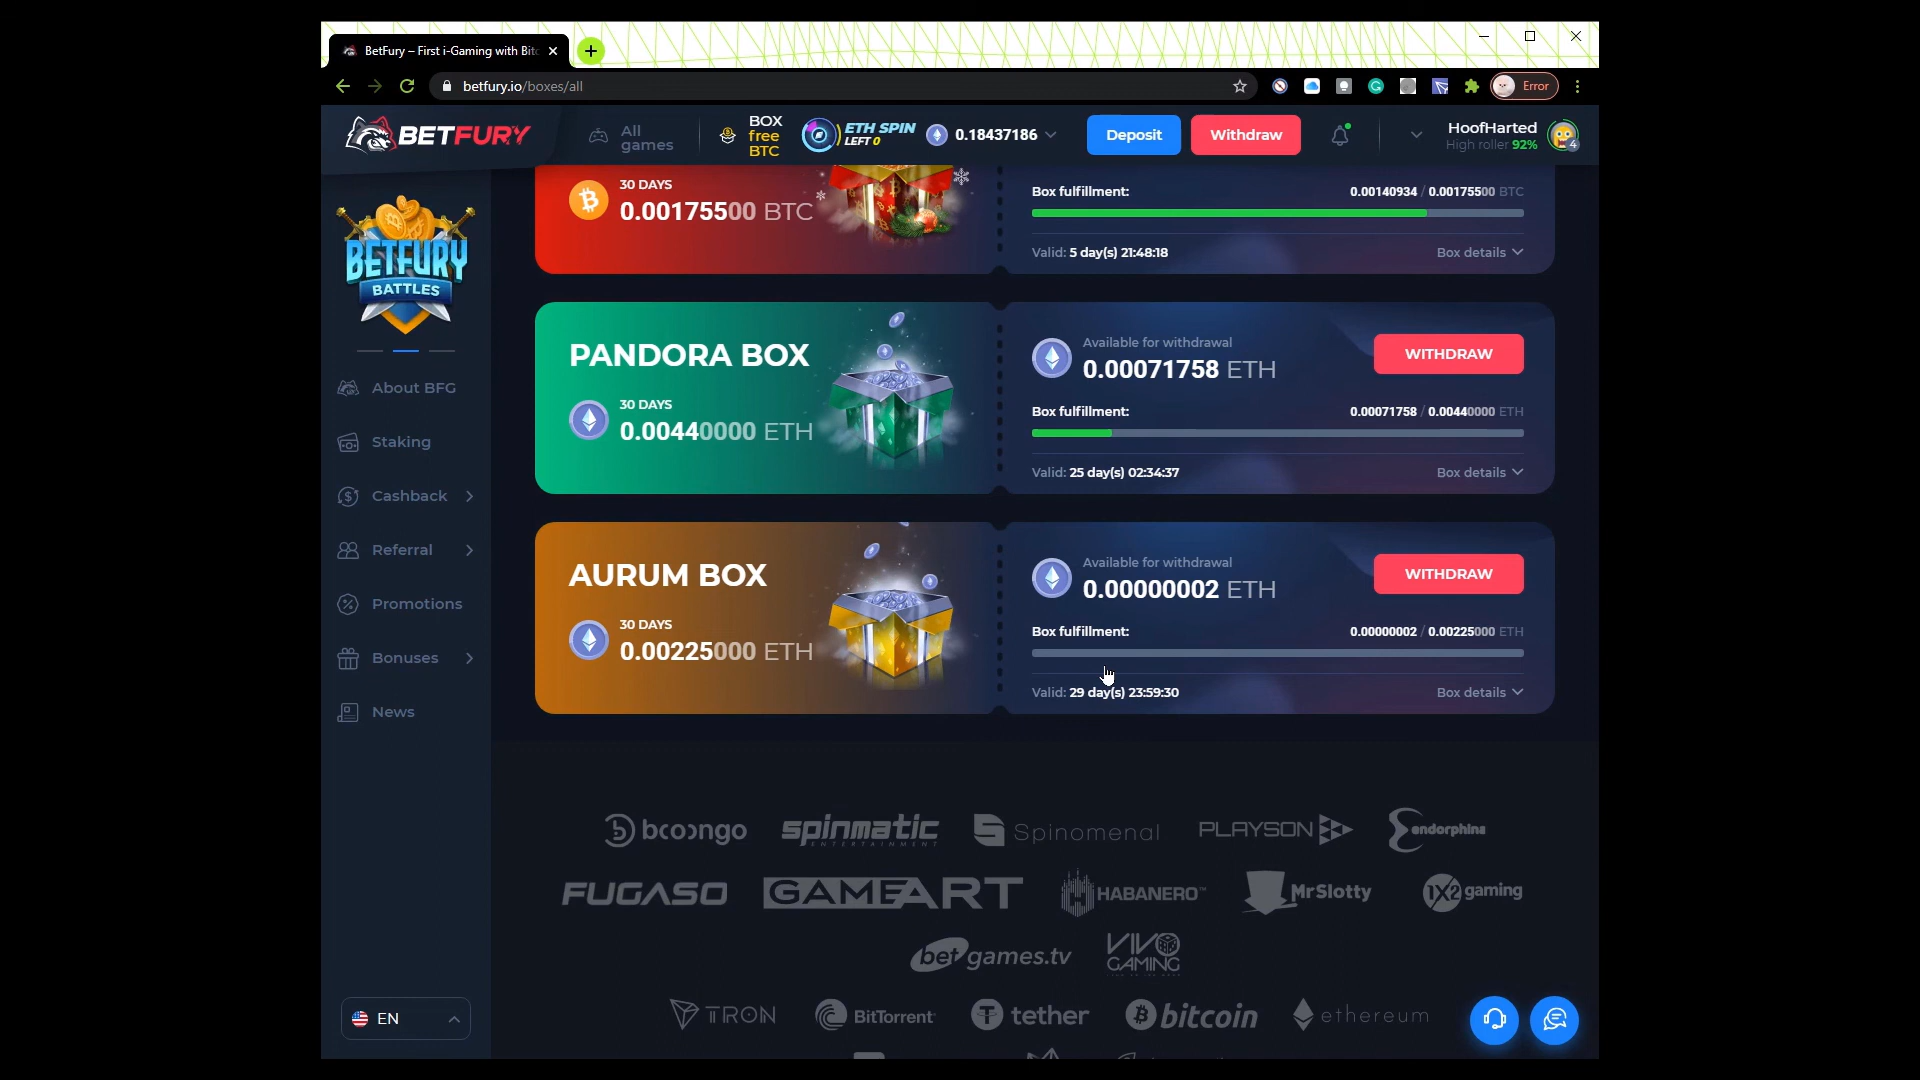 BetFury – First i-Gaming with Bitc
betfury.io/boxes/all
Error
BETFURY
All games
BOX free BTC
ETH SPIN
LEFT 0
0.18437186
Deposit
Withdraw
HoofHarted
High roller 92%
4
BETFURY
BATTLES
About BFG
Staking
Cashback
Referral
Promotions
Bonuses
News
EN
30 DAYS
0.00175500 BTC
Box fulfillment:
0.00140934 / 0.00175500 BTC
Valid: 5 day(s) 21:48:18
Box details
PANDORA BOX
30 DAYS
0.00440000 ETH
Available for withdrawal
0.00071758 ETH
WITHDRAW
Box fulfillment:
0.00071758 / 0.00440000 ETH
Valid: 25 day(s) 02:34:37
Box details
AURUM BOX
30 DAYS
0.00225000 ETH
Available for withdrawal
0.00000002 ETH
WITHDRAW
Box fulfillment:
0.00000002 / 0.00225000 ETH
Valid: 29 day(s) 23:59:30
Box details
booongo
spinmatic
ENTERTAINMENT
Spinomenal
PLAYSON
Endorphina
FUGASO
GAMEART
HABANERO
MrSlotty
1X2 gaming
betgames.tv
VIVO
GAMING
TRON
BitTorrent
tether
bitcoin
ethereum